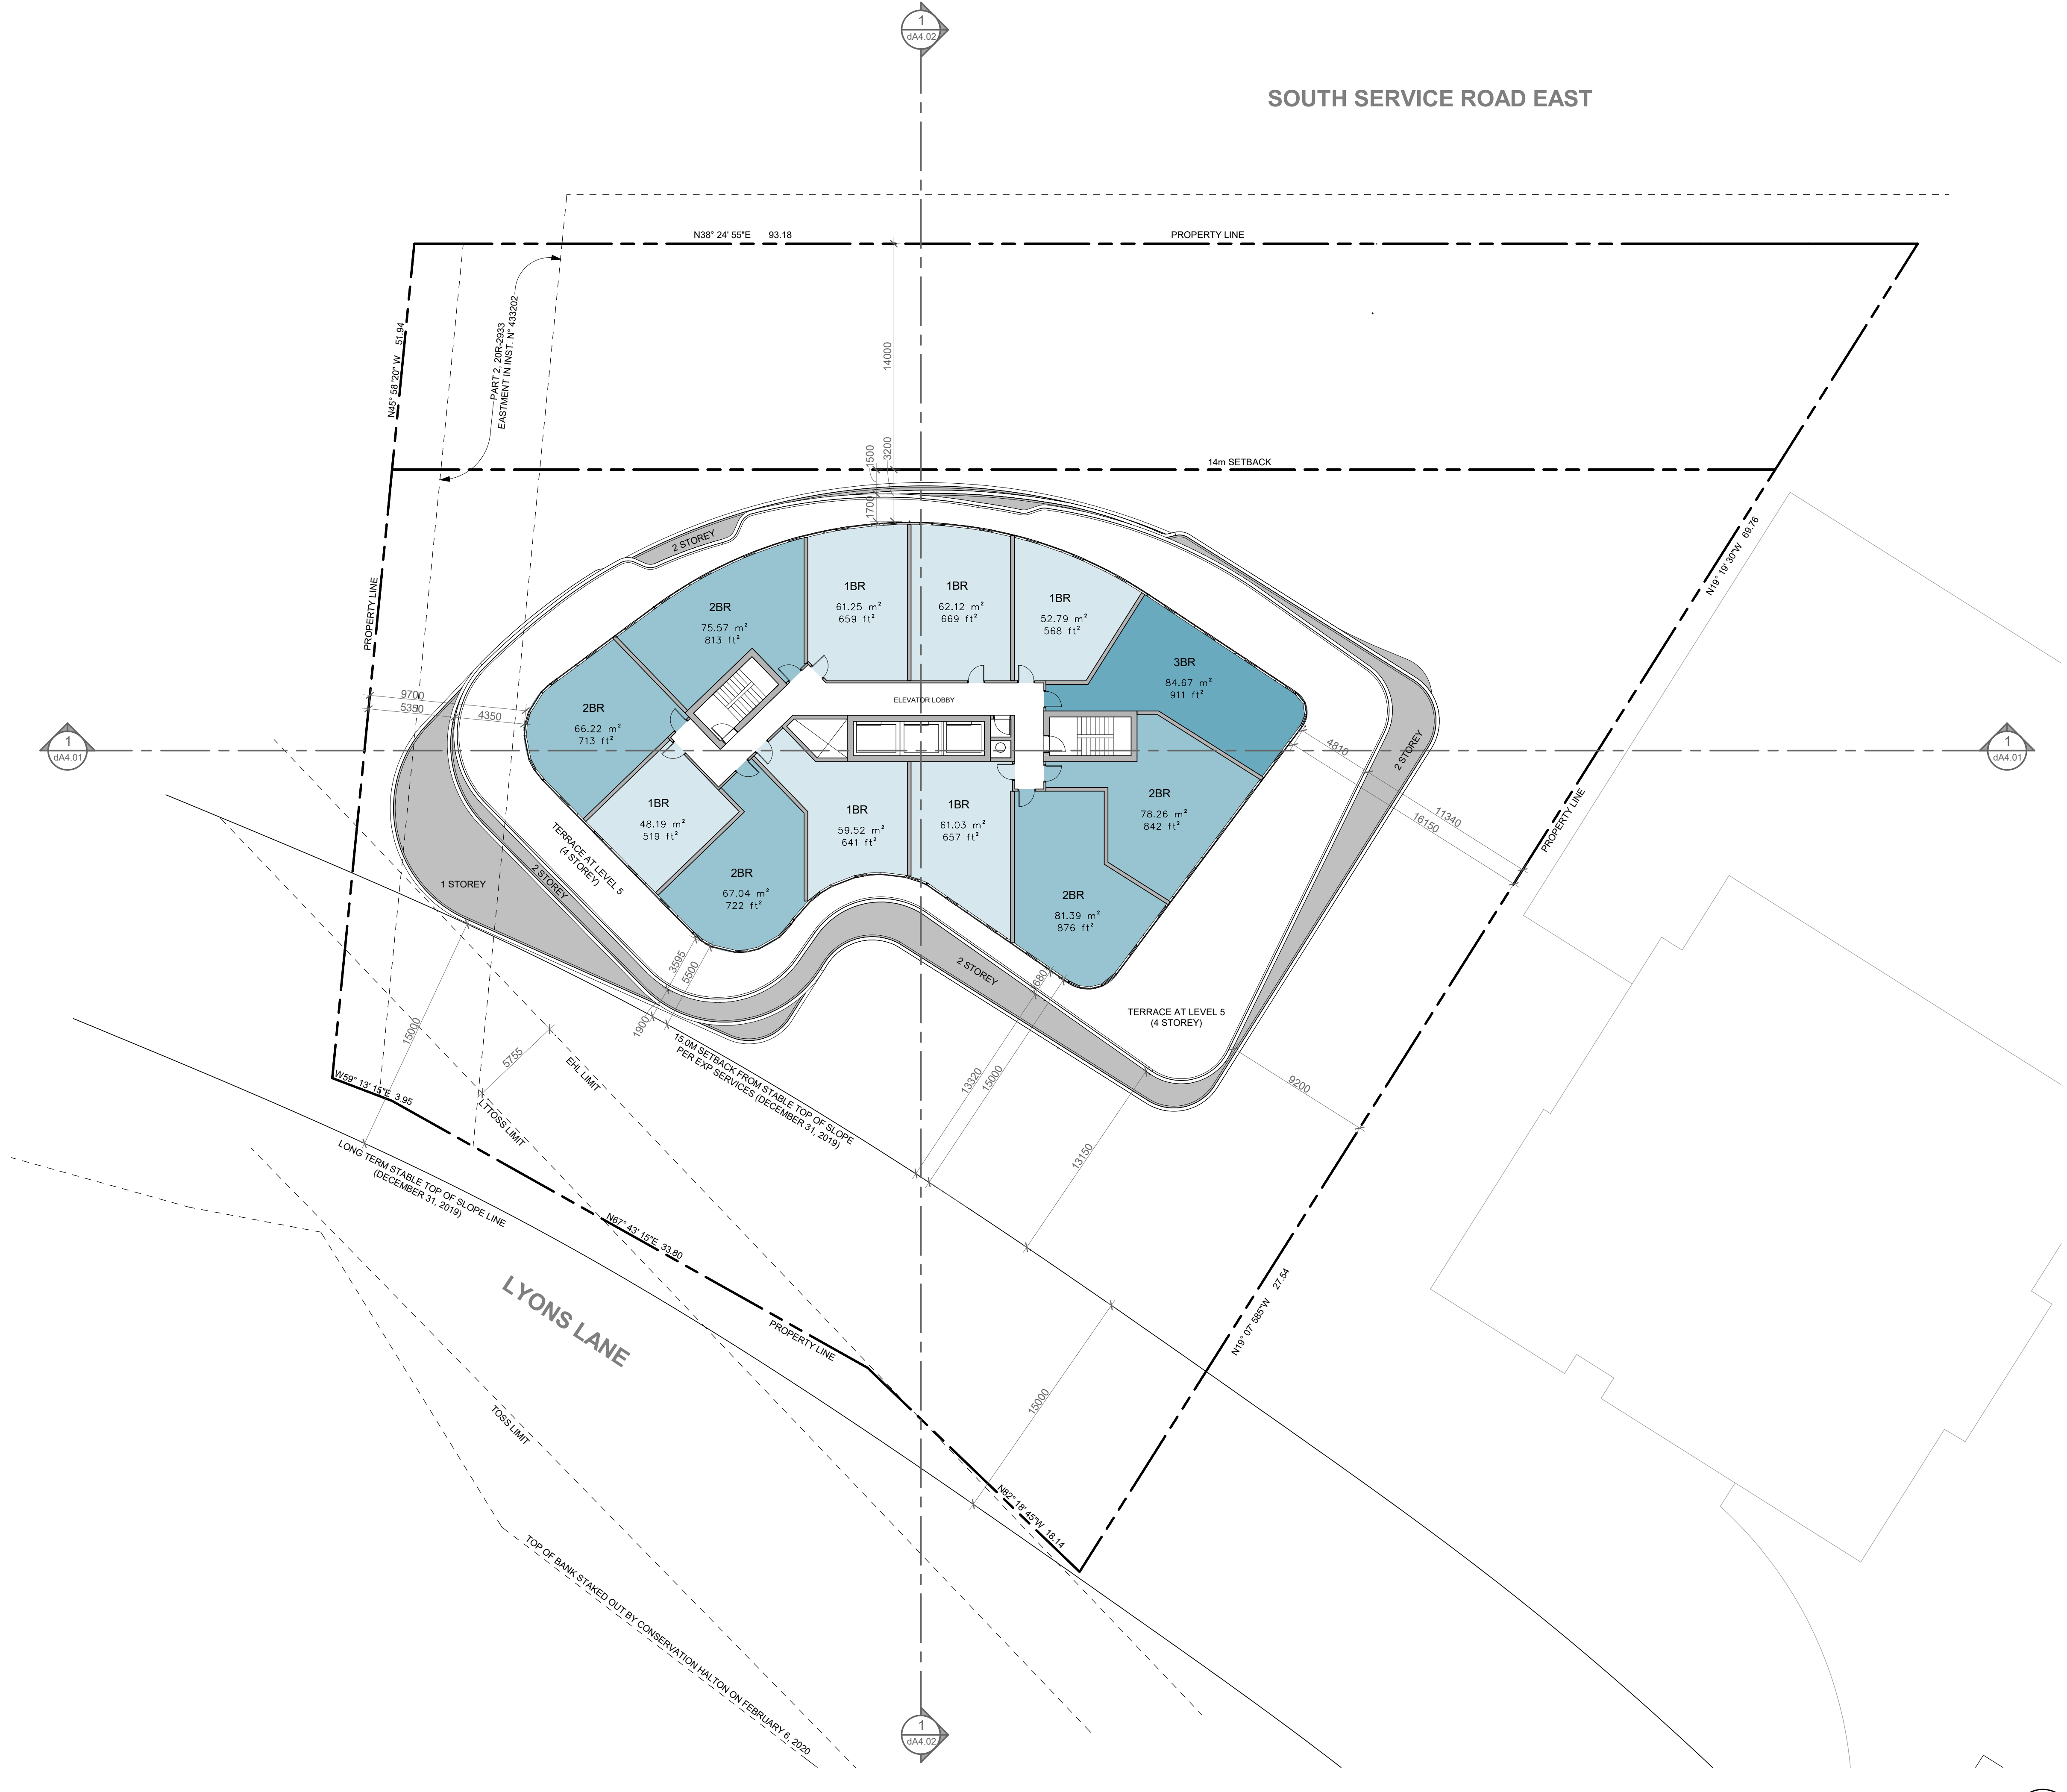 1
dA4.02
SOUTH SERVICE ROAD EAST
N38° 24' 55"E 93.18
PROPERTY LINE
N45° 58 '20" W 51.94
PART 2, 20R-2933
EASTMENT IN INST. N° 433202
14000
1500
3200
1700
14m SETBACK
PROPERTY LINE
N19° 19' 30"W 69.76
2 STOREY
2BR
75.57 m²
813 ft²
1BR
61.25 m²
659 ft²
1BR
62.12 m²
669 ft²
1BR
52.79 m²
568 ft²
3BR
84.67 m²
911 ft²
ELEVATOR LOBBY
9700
5350
4350
2BR
66.22 m²
713 ft²
1
dA4.01
1
dA4.01
2 STOREY
4810
11340
16150
PROPERTY LINE
1BR
48.19 m²
519 ft²
1BR
59.52 m²
641 ft²
1BR
61.03 m²
657 ft²
2BR
78.26 m²
842 ft²
2BR
67.04 m²
722 ft²
2BR
81.39 m²
876 ft²
TERRACE AT LEVEL 5
(4 STOREY)
1 STOREY
2 STOREY
2 STOREY
3595
5500
1900
1680
TERRACE AT LEVEL 5
(4 STOREY)
15000
5755
EHL LIMIT
LTTOSS LIMIT
15.0M SETBACK FROM STABLE TOP OF SLOPE
PER EXP SERVICES (DECEMBER 31, 2019)
13320
15000
13150
9200
W59° 13' 15"E 3.95
LONG TERM STABLE TOP OF SLOPE LINE
(DECEMBER 31, 2019)
N67° 43' 15"E 33.80
PROPERTY LINE
LYONS LANE
N19° 07' 585"W 27.54
15000
TOSS LIMIT
N82° 18' 45"W 18.14
TOP OF BANK STAKED OUT BY CONSERVATION HALTON ON FEBRUARY 6, 2020
1
dA4.02